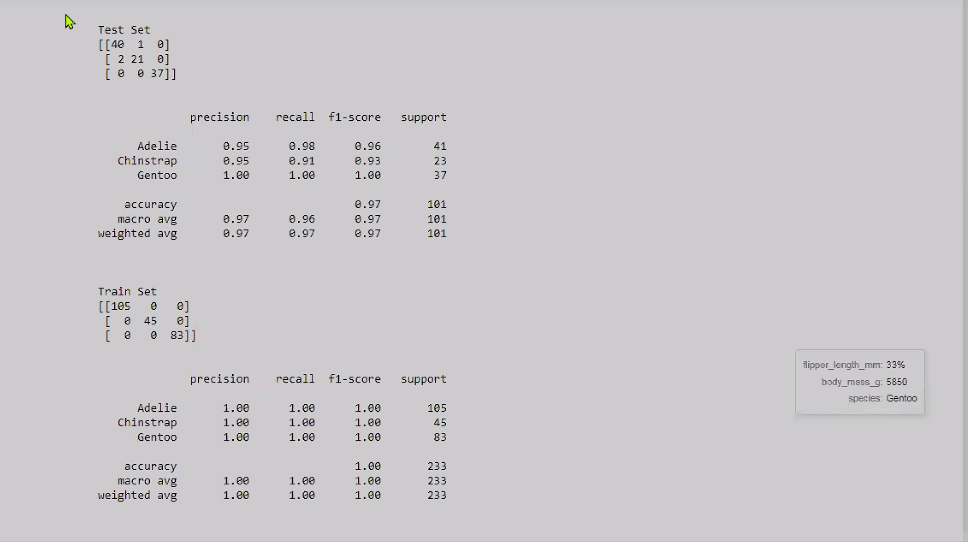 Test Set
[[40 1 0]
[ 2 21 0]
[ 0 0 37]]
precision recall f1-score support
Adelie 0.95 0.98 0.96 41
Chinstrap 0.95 0.91 0.93 23
Gentoo 1.00 1.00 1.00 37
accuracy 0.97 101
macro avg 0.97 0.96 0.97 101
weighted avg 0.97 0.97 0.97 101
Train Set
[[105 0 0]
[ 0 45 0]
[ 0 0 83]]
precision recall f1-score support
Adelie 1.00 1.00 1.00 105
Chinstrap 1.00 1.00 1.00 45
Gentoo 1.00 1.00 1.00 83
accuracy 1.00 233
macro avg 1.00 1.00 1.00 233
weighted avg 1.00 1.00 1.00 233
flipper_length_mm: 33%
body_mass_g: 5850
species: Gentoo